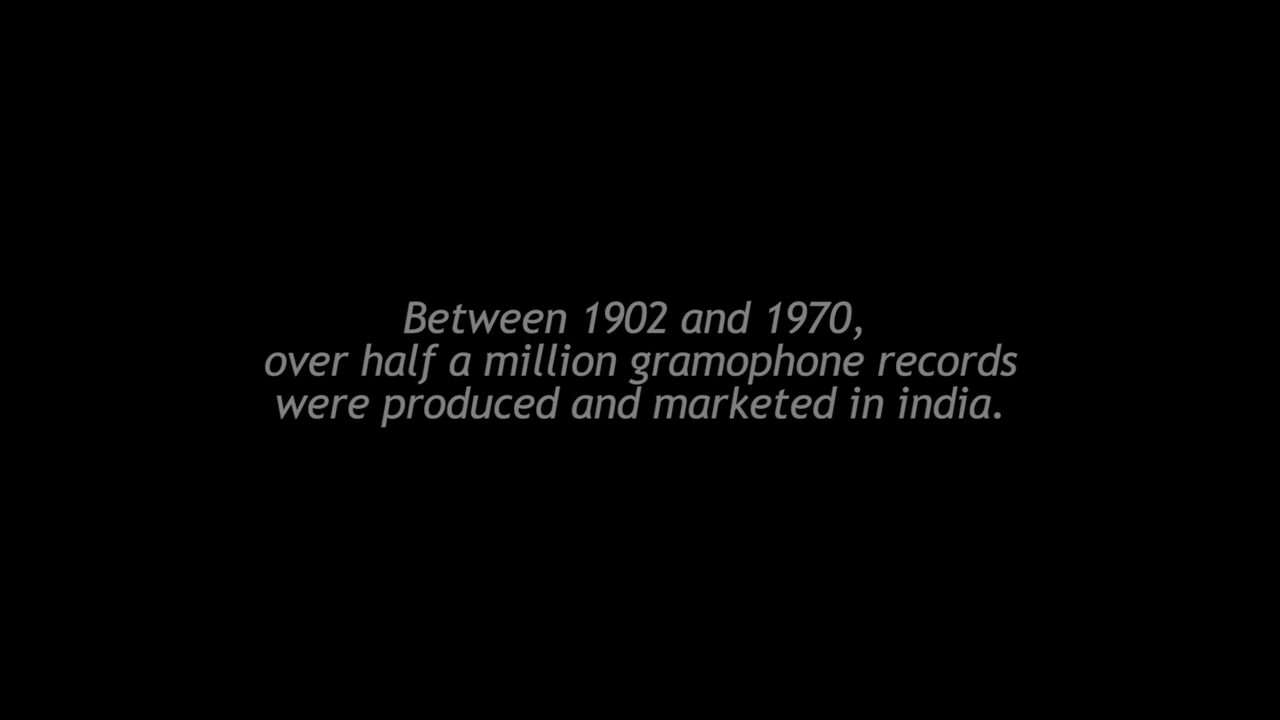 Between 1902 and 1970,
over half a million gramophone records
were produced and marketed in india.